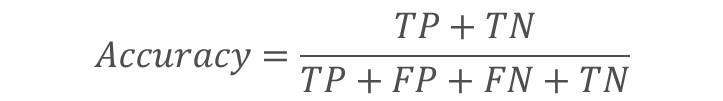 Accuracy = TP + TN / TP + FP + FN + TN